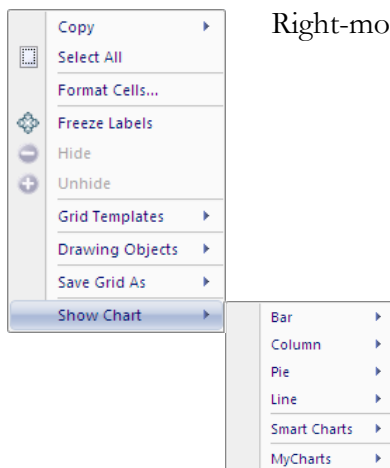 Right-mo
Copy
Select All
Format Cells...
Freeze Labels
Hide
Unhide
Grid Templates
Drawing Objects
Save Grid As
Show Chart
Bar
Column
Pie
Line
Smart Charts
MyCharts